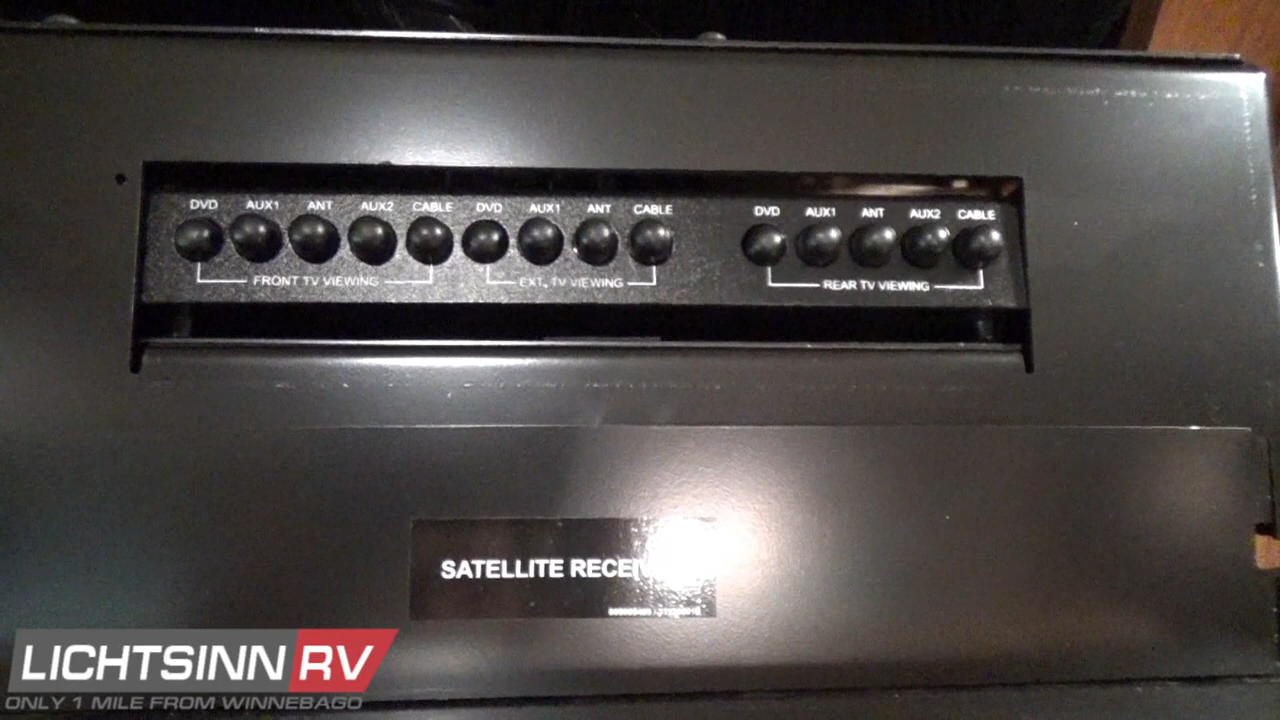 DVD AUX1 ANT AUX2 CABLE DVD AUX1 ANT CABLE DVD AUX1 ANT AUX2 CABLE
FRONT TV VIEWING EXT. TV VIEWING REAR TV VIEWING
SATELLITE
LICHTSINN RV
ONLY 1 MILE FROM WINNEBAGO